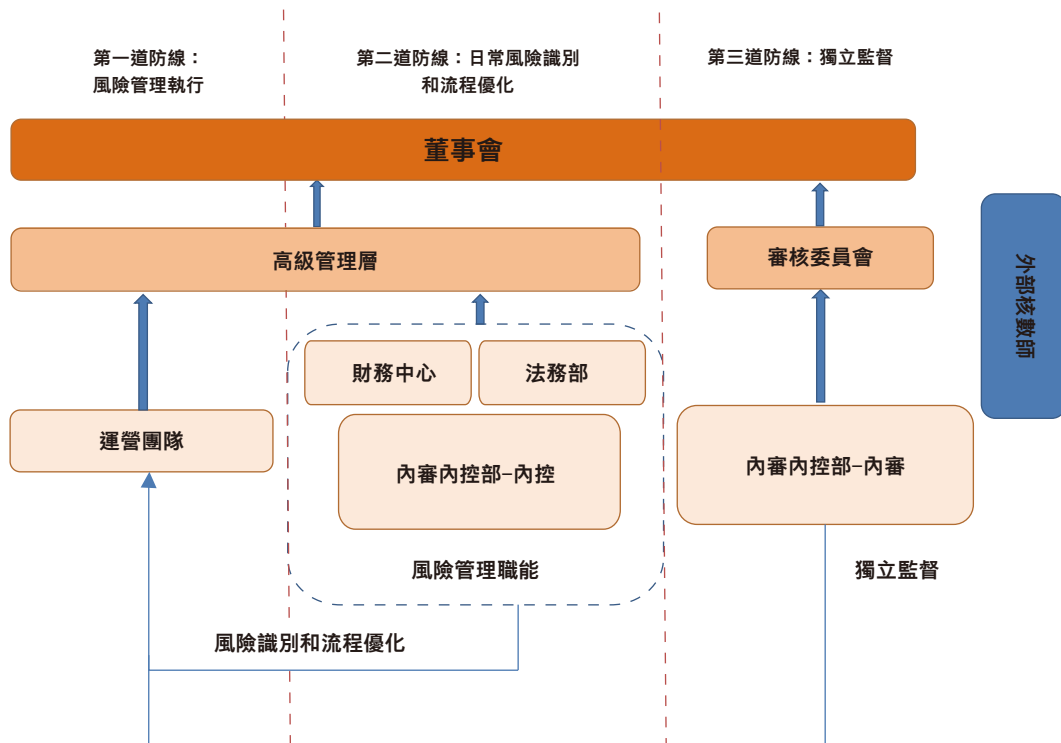 第一道防線：
風險管理執行
第二道防線：日常風險識別
和流程優化
第三道防線：獨立監督
董事會
高級管理層
審核委員會
外部核數師
財務中心
法務部
運營團隊
內審內控部–內控
內審內控部–內審
風險管理職能
獨立監督
風險識別和流程優化